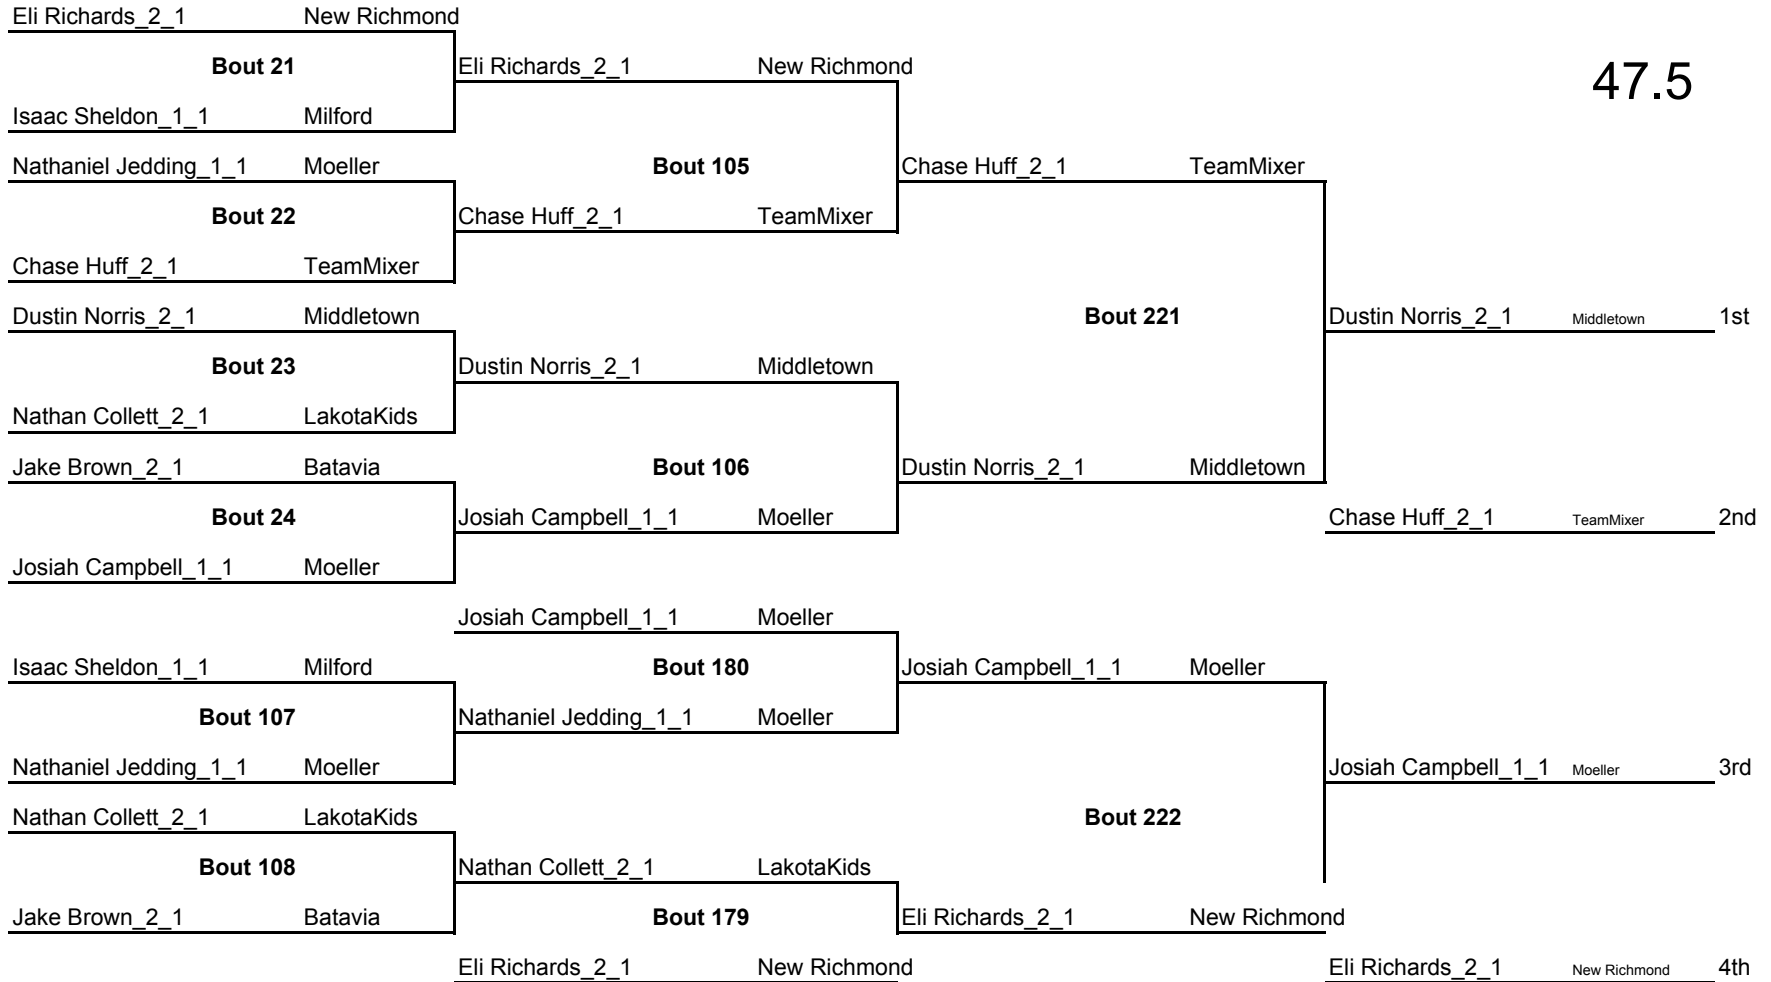 Eli Richards_2_1 New Richmond
Bout 21 Eli Richards_2_1 New Richmond 47.5
Isaac Sheldon_1_1 Milford
Nathaniel Jedding_1_1 Moeller Bout 105 Chase Huff_2_1 TeamMixer
Bout 22 Chase Huff_2_1 TeamMixer
Chase Huff_2_1 TeamMixer
Dustin Norris_2_1 Middletown Bout 221 Dustin Norris_2_1 Middletown 1st
Bout 23 Dustin Norris_2_1 Middletown
Nathan Collett_2_1 LakotaKids
Jake Brown_2_1 Batavia Bout 106 Dustin Norris_2_1 Middletown
Bout 24 Josiah Campbell_1_1 Moeller Chase Huff_2_1 TeamMixer 2nd
Josiah Campbell_1_1 Moeller
Josiah Campbell_1_1 Moeller
Isaac Sheldon_1_1 Milford Bout 180 Josiah Campbell_1_1 Moeller
Bout 107 Nathaniel Jedding_1_1 Moeller
Nathaniel Jedding_1_1 Moeller Josiah Campbell_1_1 Moeller 3rd
Nathan Collett_2_1 LakotaKids Bout 222
Bout 108 Nathan Collett_2_1 LakotaKids
Jake Brown_2_1 Batavia Bout 179 Eli Richards_2_1 New Richmond
Eli Richards_2_1 New Richmond Eli Richards_2_1 New Richmond 4th